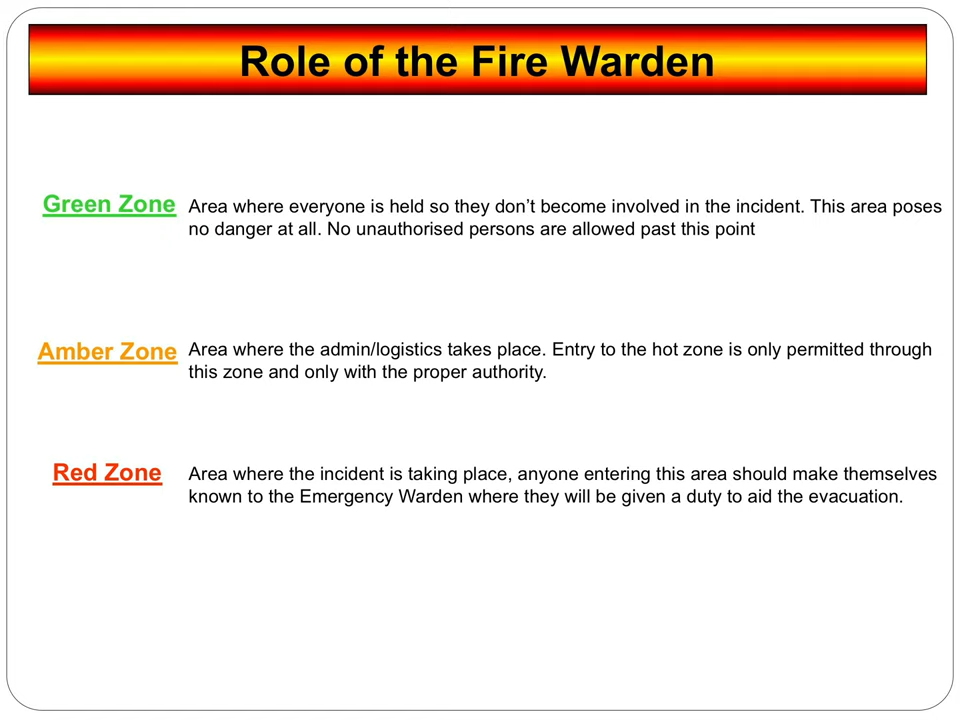 Role of the Fire Warden
Green Zone
Area where everyone is held so they don’t become involved in the incident. This area poses
no danger at all. No unauthorised persons are allowed past this point
Amber Zone
Area where the admin/logistics takes place. Entry to the hot zone is only permitted through
this zone and only with the proper authority.
Red Zone
Area where the incident is taking place, anyone entering this area should make themselves
known to the Emergency Warden where they will be given a duty to aid the evacuation.